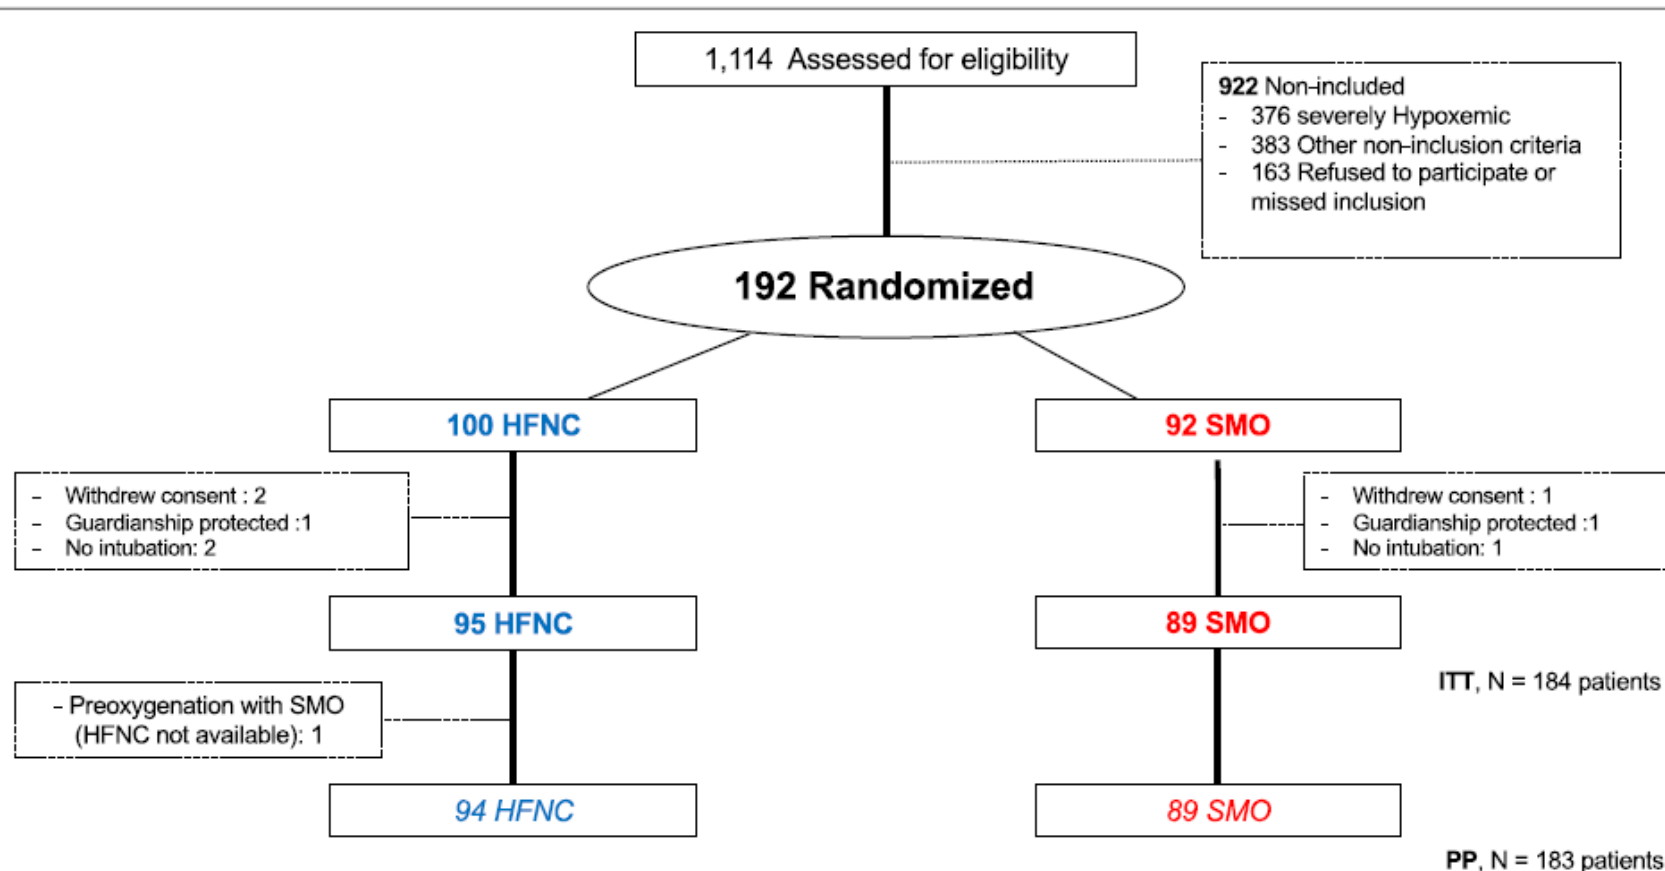 1,114 Assessed for eligibility
922 Non-included
- 376 severely Hypoxemic
- 383 Other non-inclusion criteria
- 163 Refused to participate or
missed inclusion
192 Randomized
100 HFNC
92 SMO
- Withdrew consent : 2
- Guardianship protected :1
- No intubation: 2
- Withdrew consent : 1
- Guardianship protected :1
- No intubation: 1
95 HFNC
89 SMO
ITT, N = 184 patients
- Preoxygenation with SMO
(HFNC not available): 1
94 HFNC
89 SMO
PP, N = 183 patients